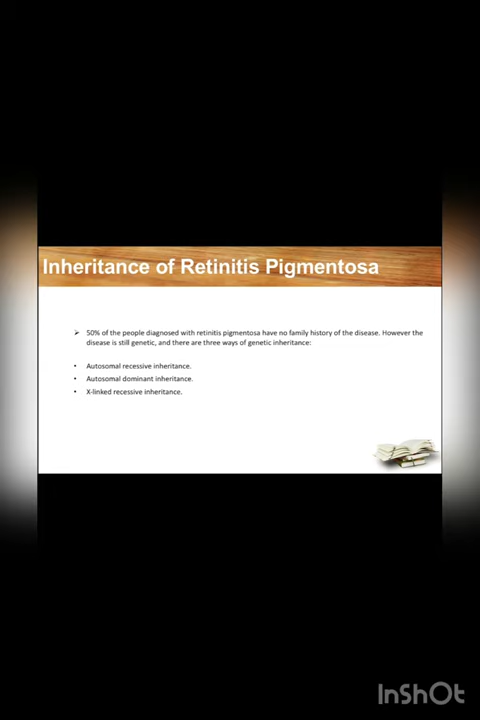 Inheritance of Retinitis Pigmentosa
➢ 50% of the people diagnosed with retinitis pigmentosa have no family history of the disease. However the
disease is still genetic, and there are three ways of genetic inheritance:
• Autosomal recessive inheritance.
• Autosomal dominant inheritance.
• X-linked recessive inheritance.
InShOt